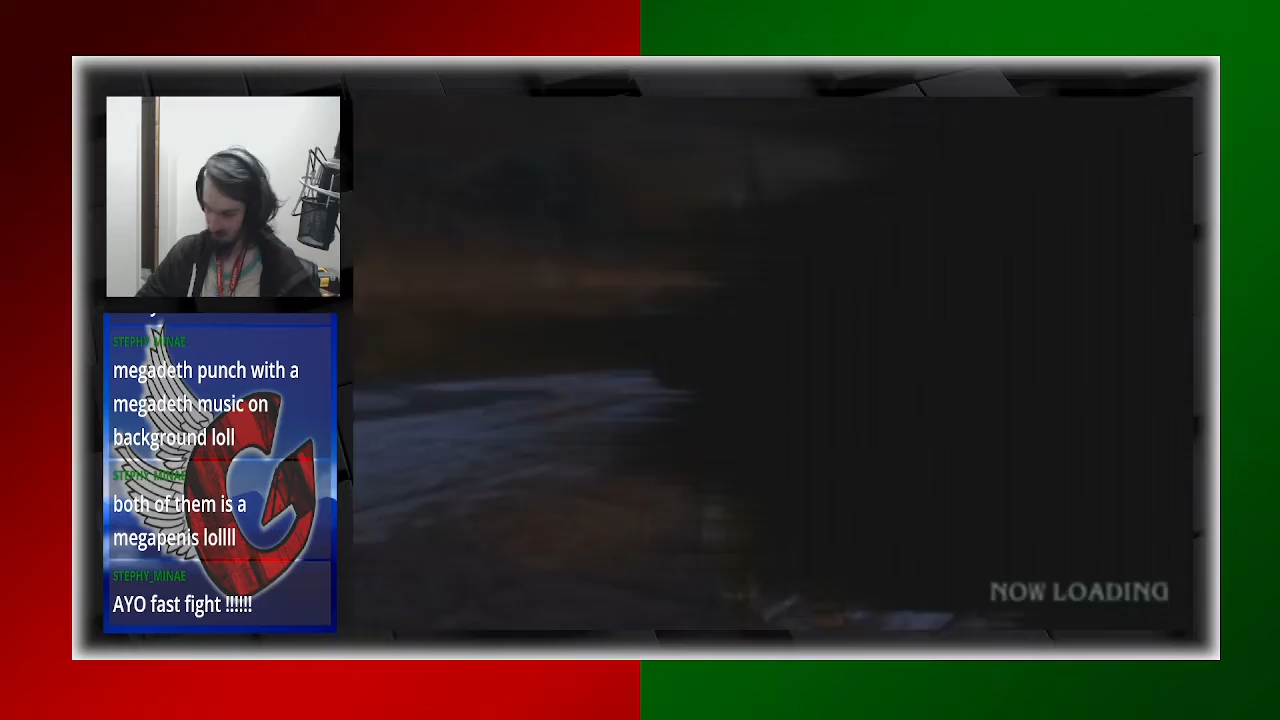 STEPHY_MINAE
megadeth punch with a
megadeth music on
background loll
STEPHY_MINAE
both of them is a
megapenis lollll
STEPHY_MINAE
AYO fast fight !!!!!!
NOW LOADING